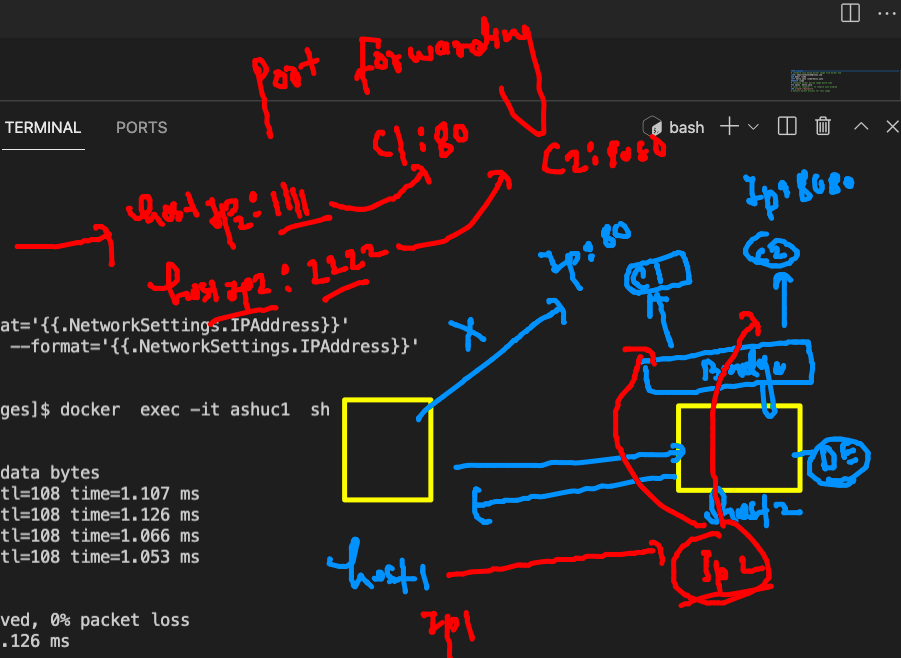 Port forwarding
TERMINAL PORTS
bash
C1:80
C2:8080
Ip:8080
host Ip2:1111
C2
Ip:80
C1
host Ip2:2222
at='{{.NetworkSettings.IPAddress}}'
--format='{{.NetworkSettings.IPAddress}}'
X
Bridge
ges]$ docker  exec -it ashuc1  sh
DE
data bytes
tl=108 time=1.107 ms
tl=108 time=1.126 ms
host2
tl=108 time=1.066 ms
tl=108 time=1.053 ms
host1
Ip2
ved, 0% packet loss
Ip1
.126 ms